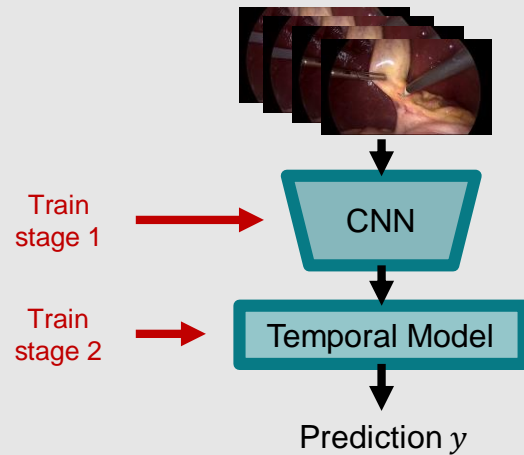 Train
stage 1
CNN
Train
stage 2
Temporal Model
Prediction y